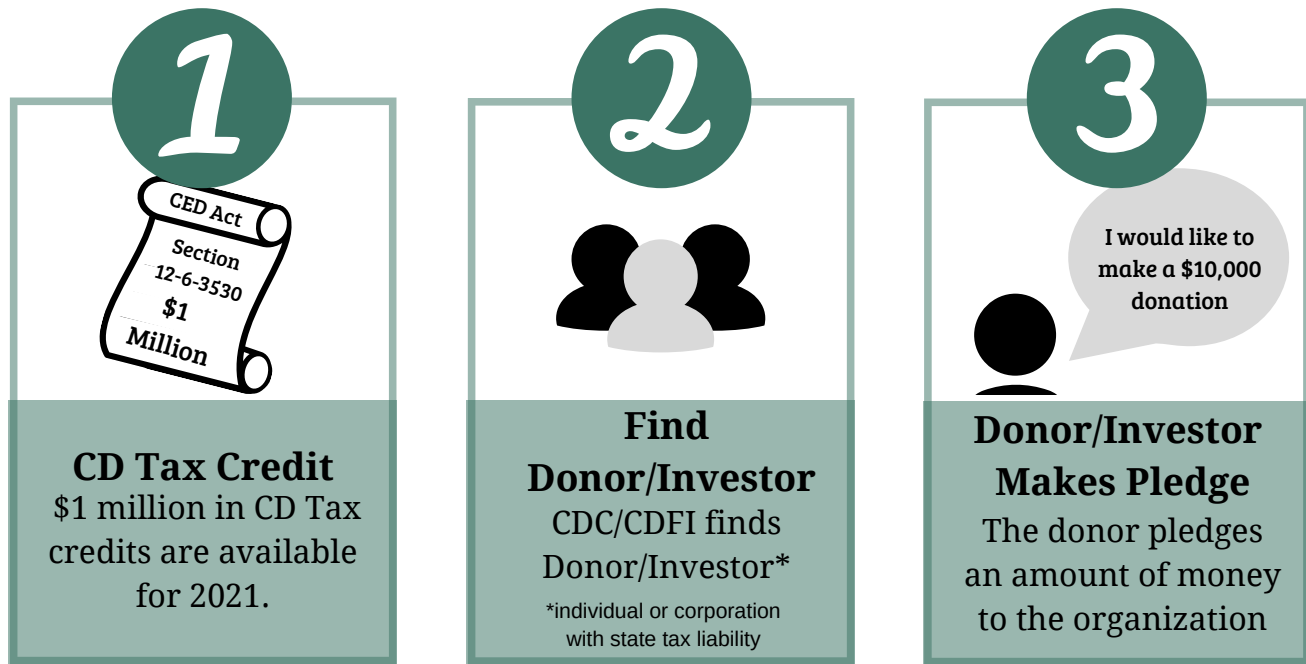 1
CED Act
Section
12-6-3530
$1
Million
CD Tax Credit
$1 million in CD Tax
credits are available
for 2021.
2
Find
Donor/Investor
CDC/CDFI finds
Donor/Investor*
*individual or corporation
with state tax liability
3
I would like to
make a $10,000
donation
Donor/Investor
Makes Pledge
The donor pledges
an amount of money
to the organization